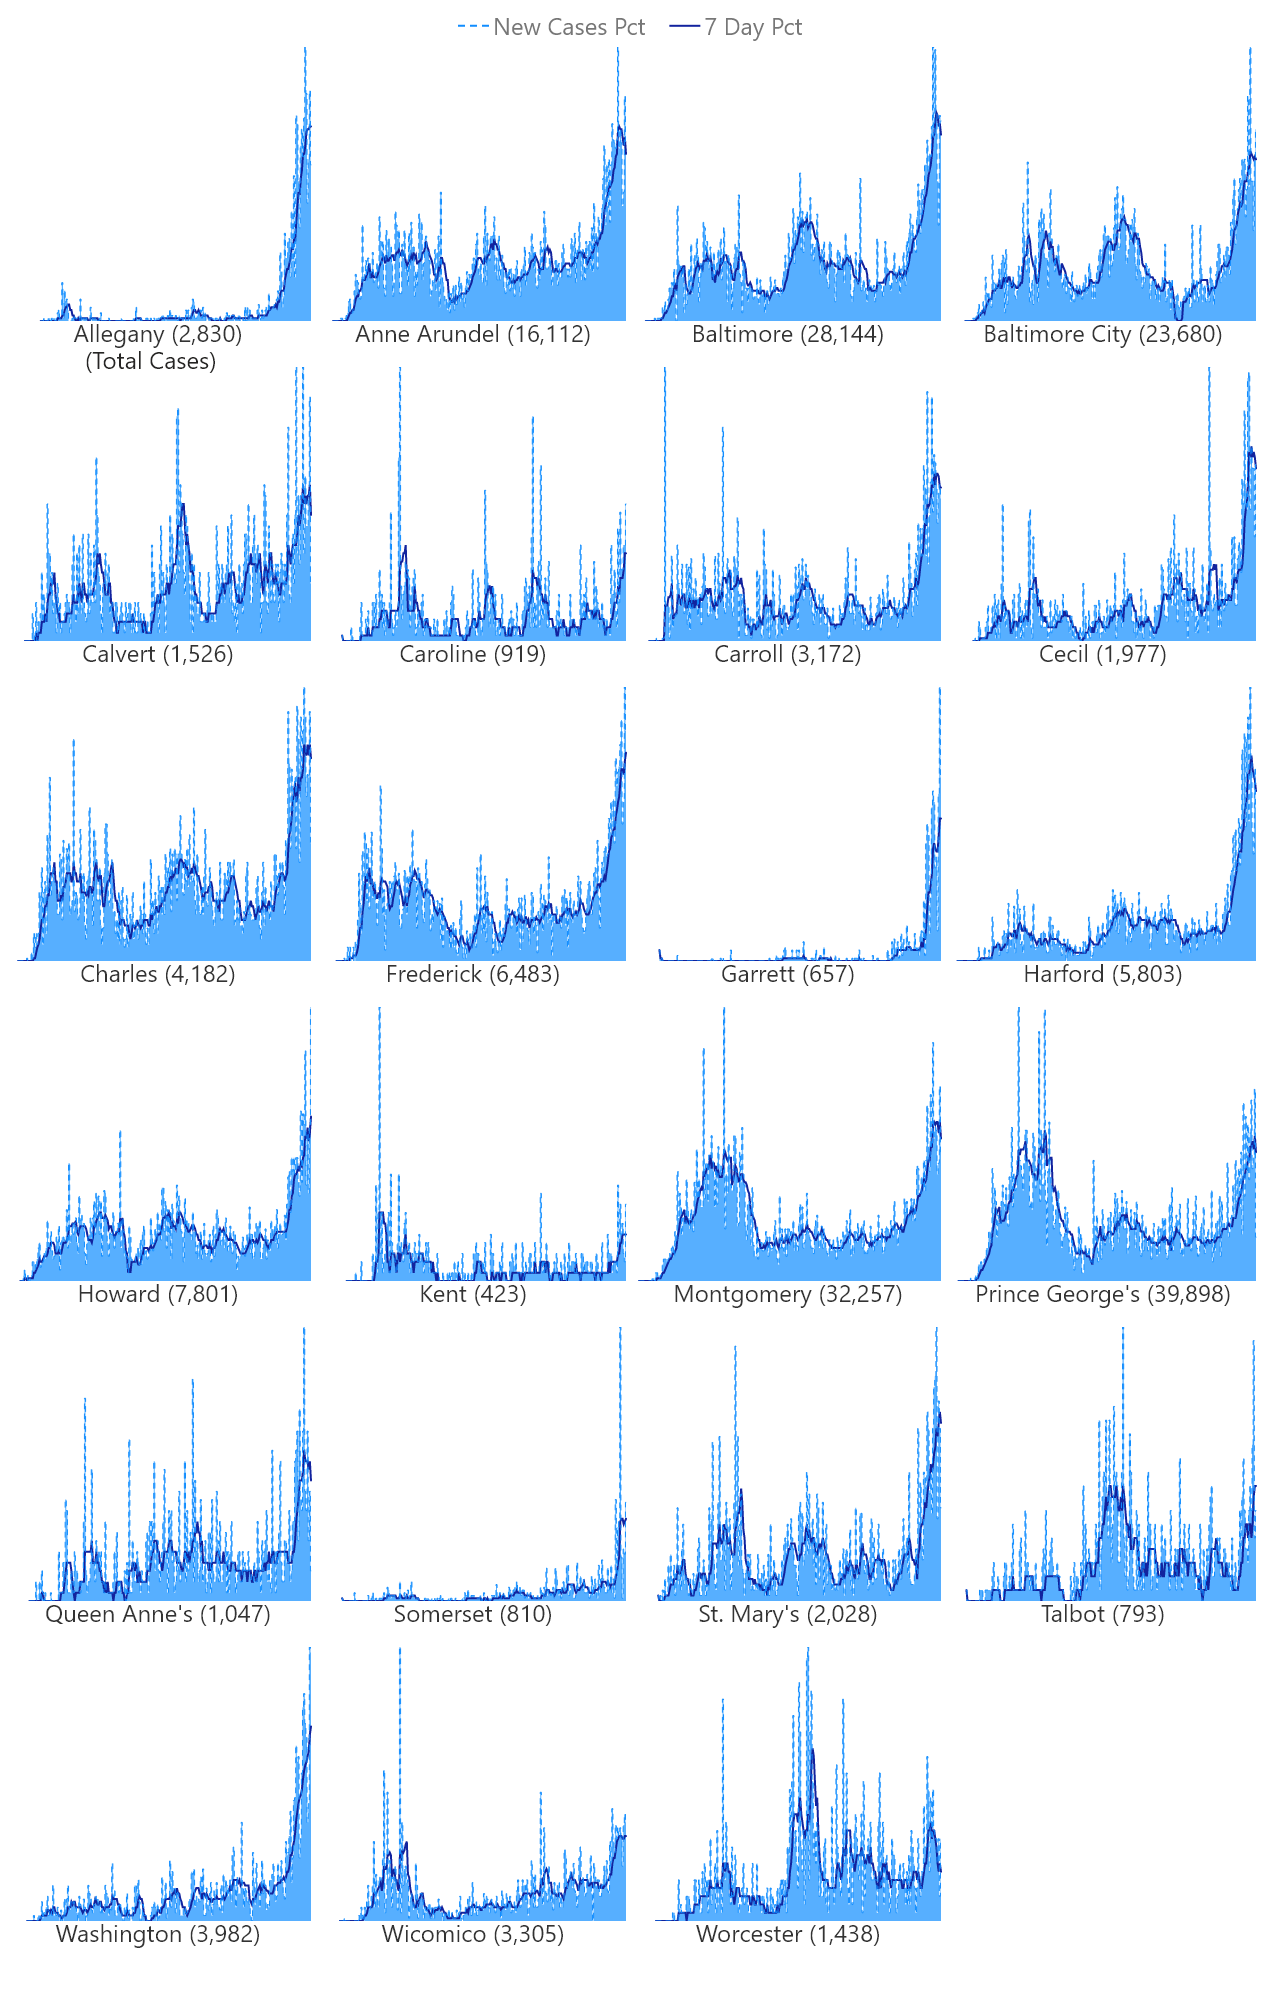 New Cases Pct 7 Day Pct
Allegany (2,830) Anne Arundel (16,112) Baltimore (28,144) Baltimore City (23,680)
(Total Cases)
Calvert (1,526) Caroline (919) Carroll (3,172) Cecil (1,977)
Charles (4,182) Frederick (6,483) Garrett (657) Harford (5,803)
Howard (7,801) Kent (423) Montgomery (32,257) Prince George's (39,898)
Queen Anne's (1,047) Somerset (810) St. Mary's (2,028) Talbot (793)
Washington (3,982) Wicomico (3,305) Worcester (1,438)